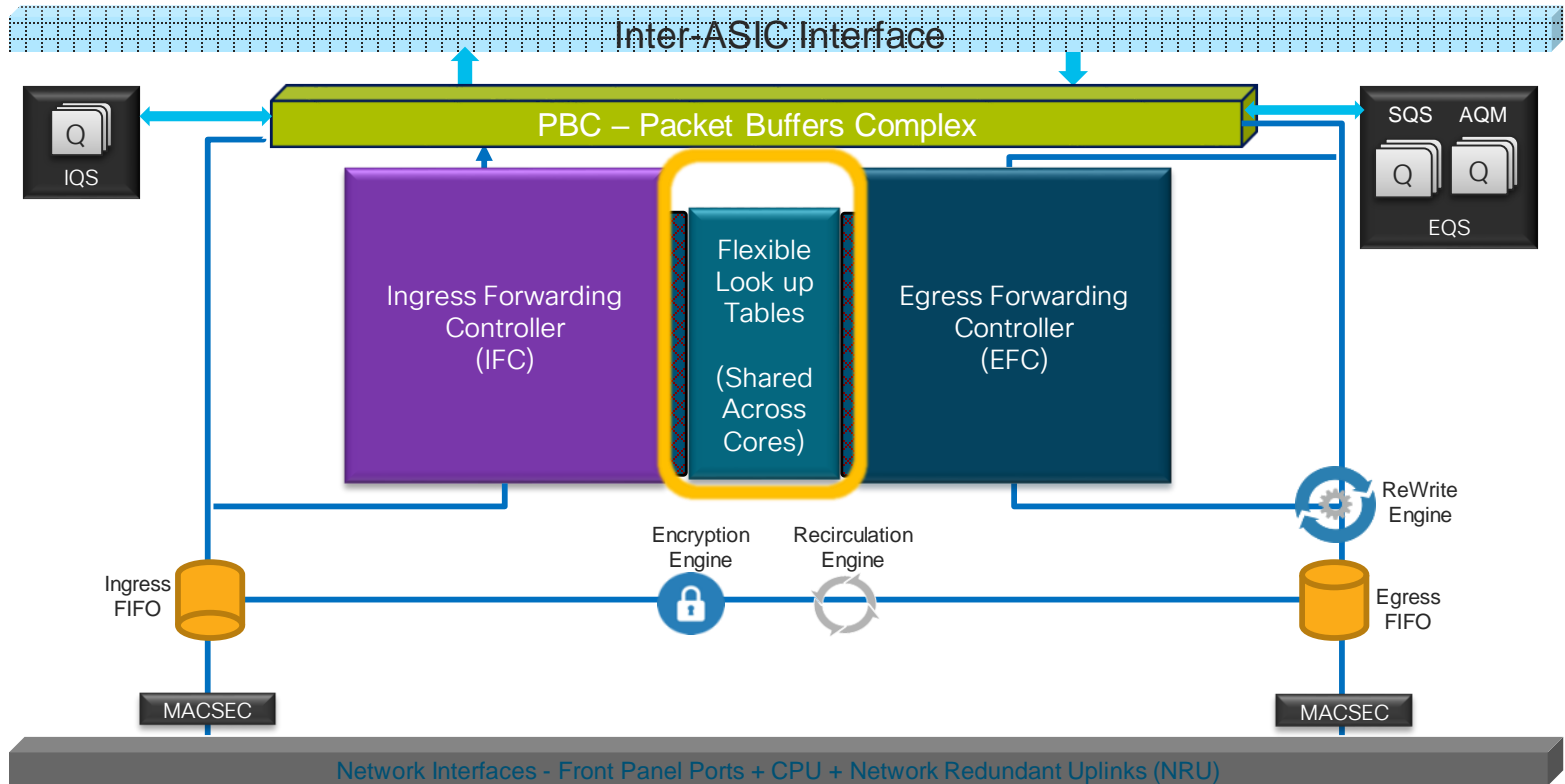 Inter-ASIC Interface
PBC – Packet Buffers Complex
Q
IQS
SQS AQM
Q Q
EQS
Ingress Forwarding
Controller
(IFC)
Flexible
Look up
Tables
(Shared
Across
Cores)
Egress Forwarding
Controller
(EFC)
ReWrite
Engine
Encryption
Engine
Recirculation
Engine
Ingress
FIFO
Egress
FIFO
MACSEC
MACSEC
Network Interfaces - Front Panel Ports + CPU + Network Redundant Uplinks (NRU)